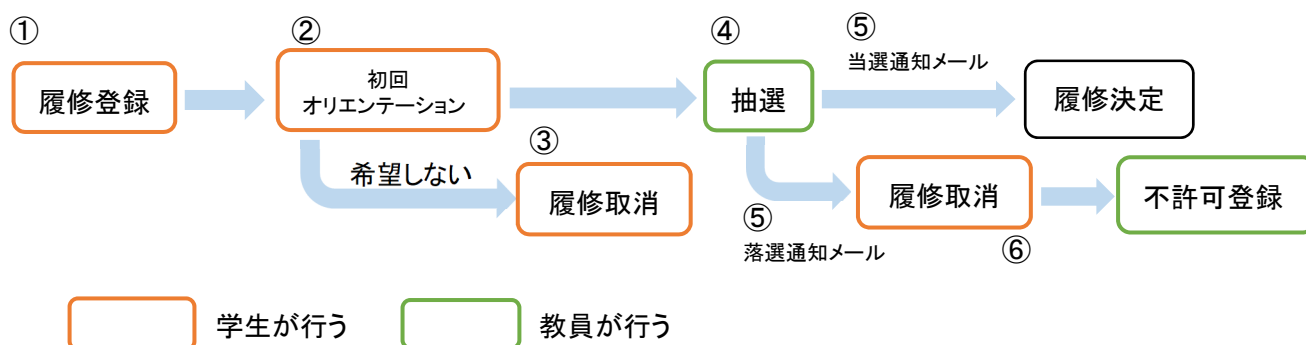 ①
履修登録
②
初回
オリエンテーション
希望しない
③
履修取消
④
抽選
⑤
当選通知メール
履修決定
⑤
落選通知メール
履修取消
⑥
不許可登録
学生が行う
教員が行う